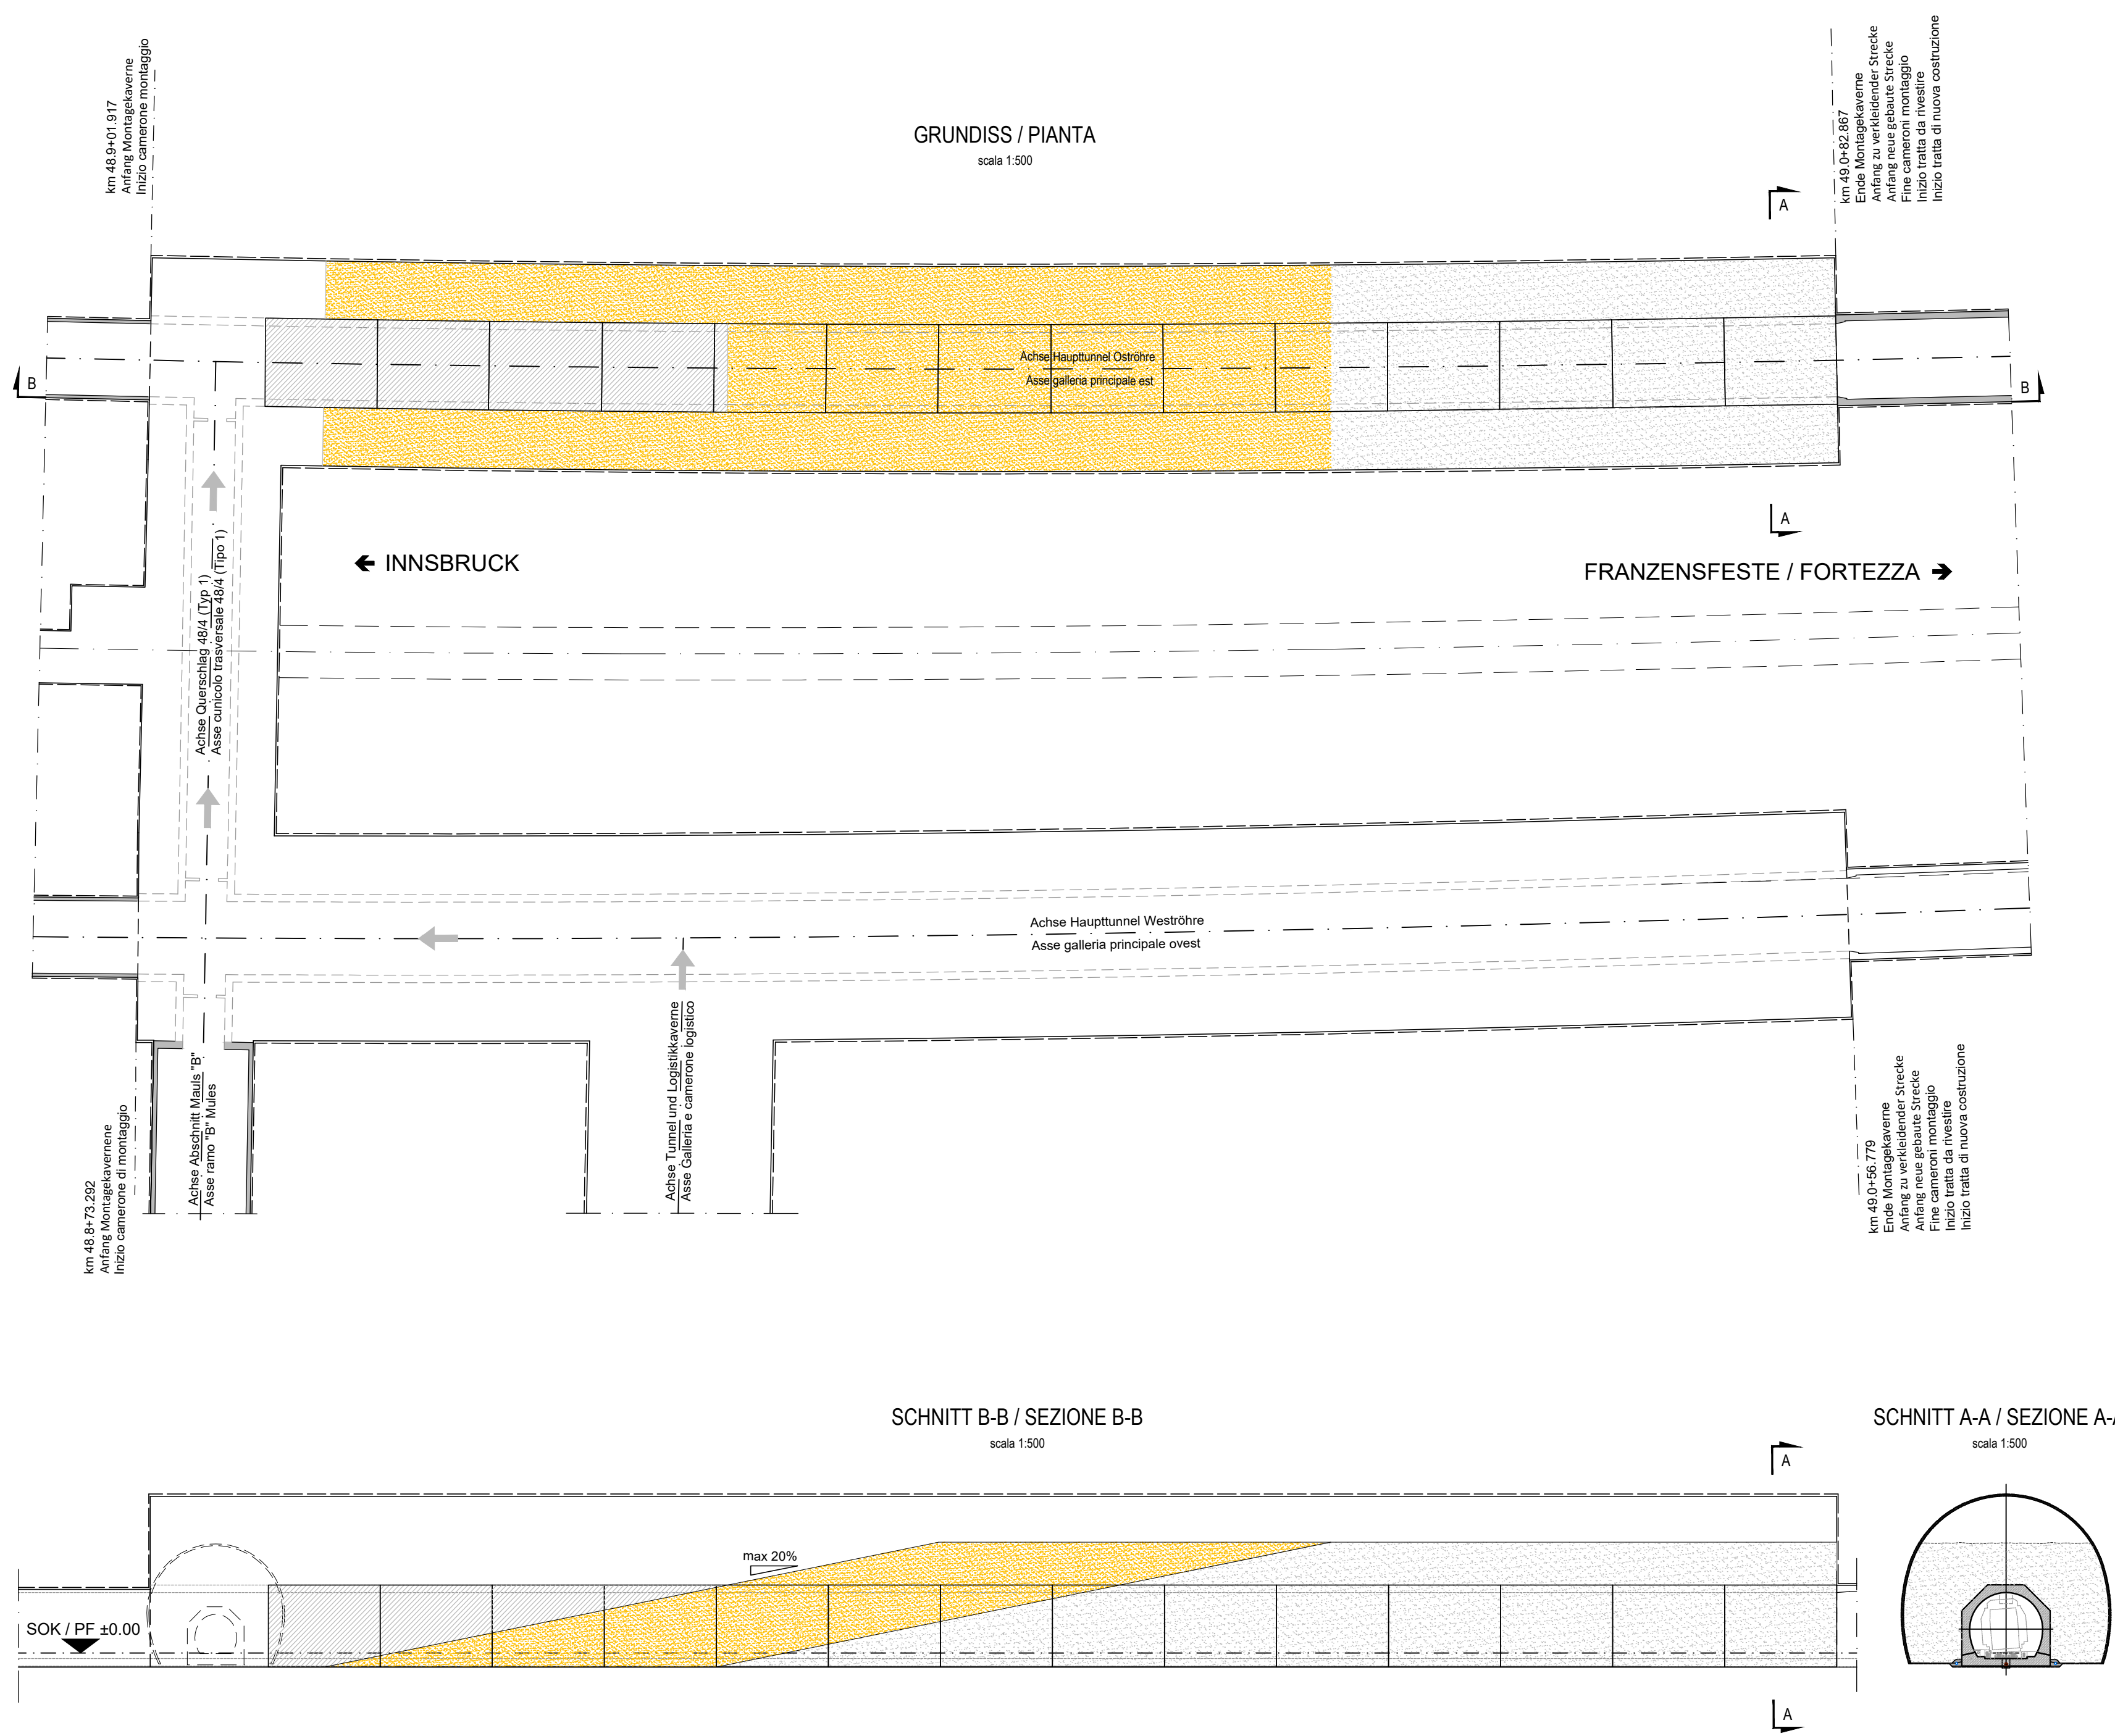 km 48.9+01.917
Anfang Montagekaverne
Inizio camerone montaggio
km 49.0+82.867
Ende Montagekaverne
Anfang zu verkleidender Strecke
Anfang neue gebaute Strecke
Fine cameroni montaggio
Inizio tratta da rivestire
Inizio tratta di nuova costruzione
GRUNDISS / PIANTA
scala 1:500
A
B
Achse Haupttunnel Oströhre
Asse galleria principale est
B
A
INNSBRUCK
FRANZENSFESTE / FORTEZZA
Achse Querschlag 48/4 (Typ 1)
Asse cunicolo trasversale 48/4 (Tipo 1)
Achse Haupttunnel Weströhre
Asse galleria principale ovest
km 48.8+73.292
Anfang Montagekavernene
Inizio camerone di montaggio
Achse Abschnitt Mauls "B"
Asse ramo "B" Mules
Achse Tunnel und Logistikkaverne
Asse Galleria e camerone logistico
km 49.0+56.779
Ende Montagekaverne
Anfang zu verkleidender Strecke
Anfang neue gebaute Strecke
Fine cameroni montaggio
Inizio tratta da rivestire
Inizio tratta di nuova costruzione
SCHNITT B-B / SEZIONE B-B
scala 1:500
SCHNITT A-A / SEZIONE A-A
scala 1:500
A
max 20%
SOK / PF ±0.00
A